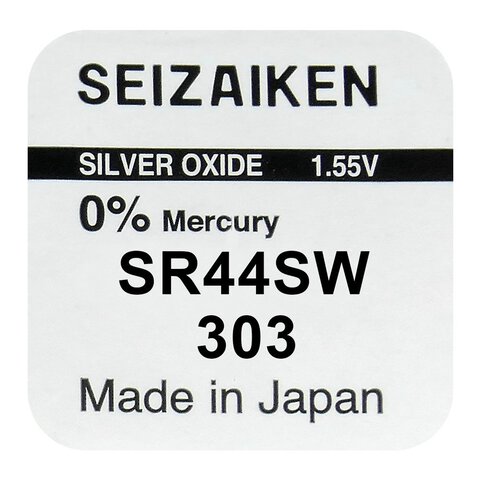 SEIZAIKEN
SILVER OXIDE 1.55V
0% Mercury
SR44SW
303
Made in Japan